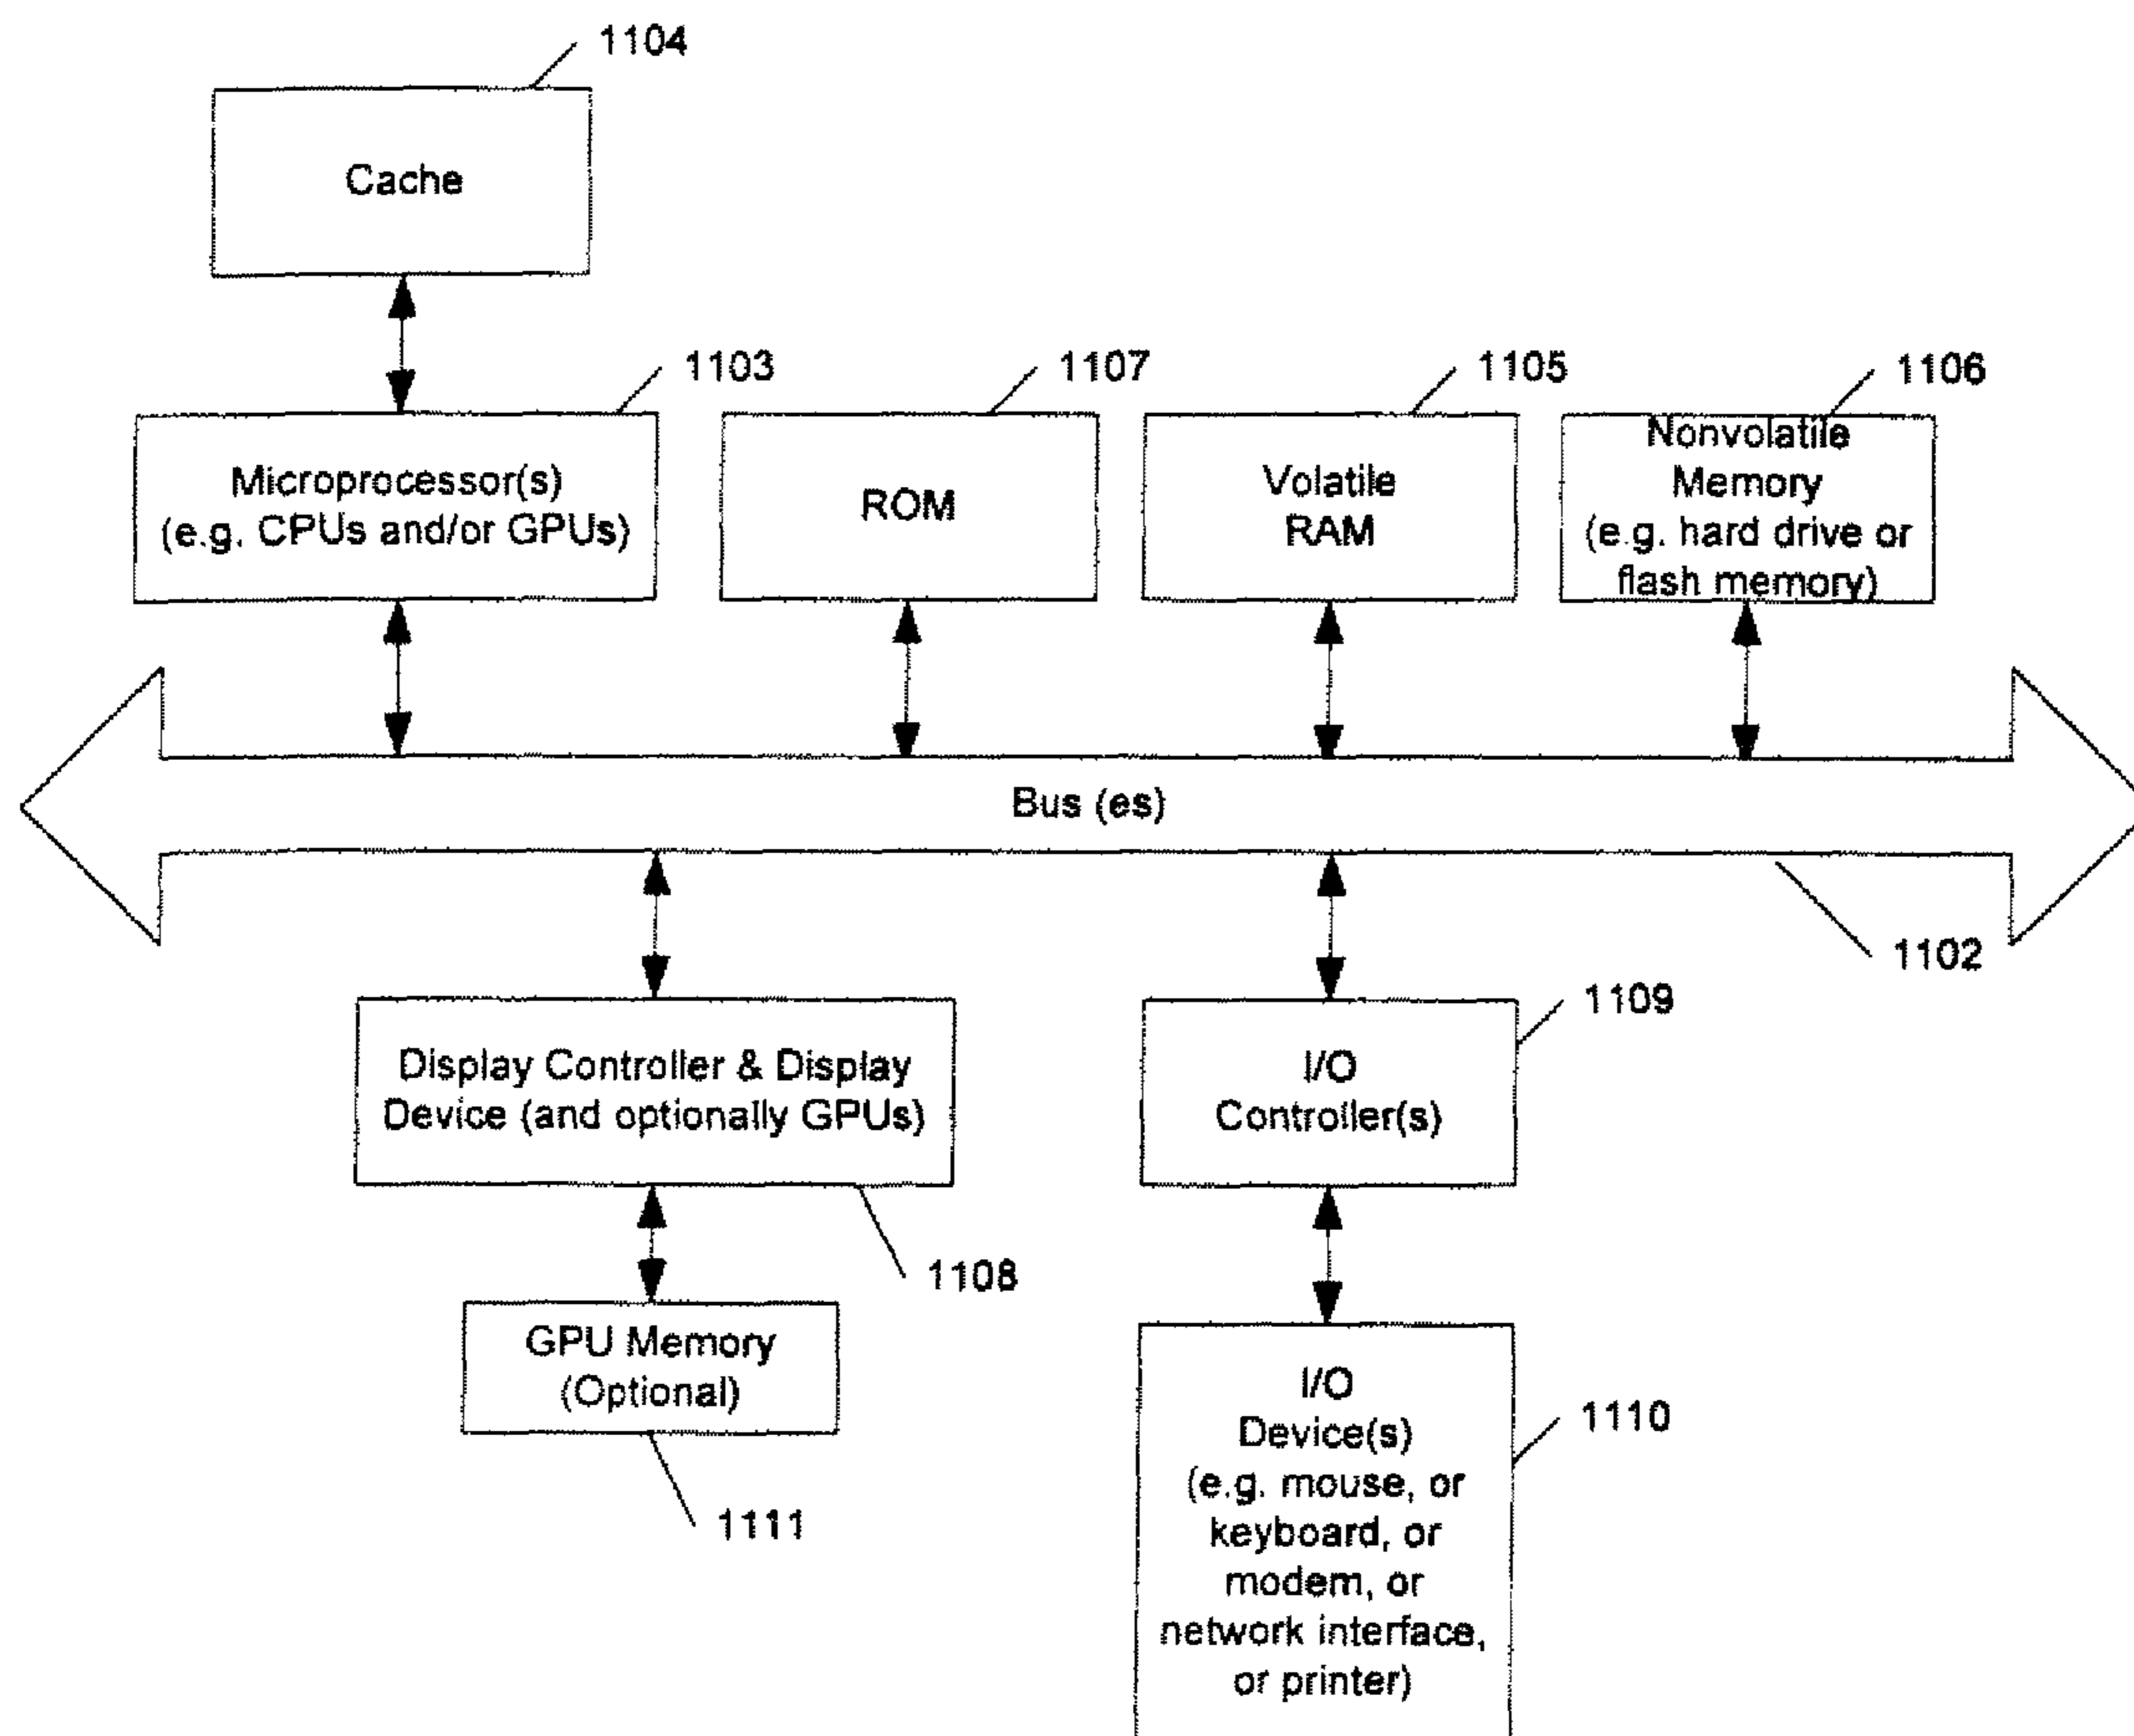 1104
Cache
1103
1107
1105
1106
Microprocessor(s)
(e.g. CPUs and/or GPUs)
ROM
Volatile
RAM
Nonvolatile
Memory
(e.g. hard drive or
flash memory)
Bus (es)
1102
Display Controller & Display
Device (and optionally GPUs)
1108
I/O
Controller(s)
1109
GPU Memory
(Optional)
1111
I/O
Device(s)
(e.g. mouse, or
keyboard, or
modem, or
network interface,
or printer)
1110